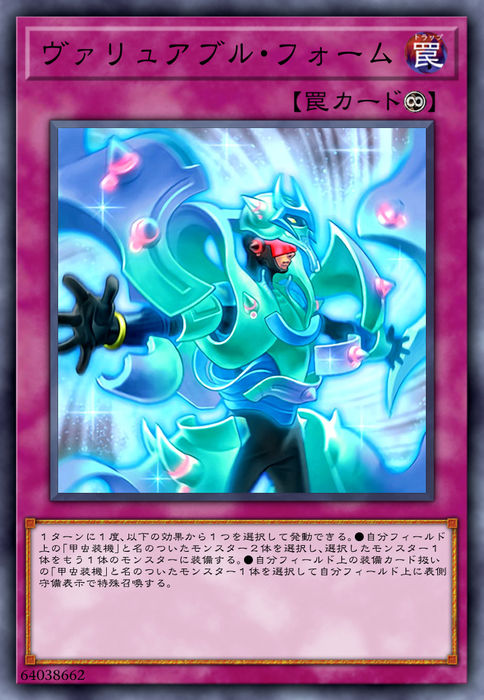 ヴァリュアブル・フォーム
トラップ
罠
【罠カード】
１ターンに１度、以下の効果から１つを選択して発動できる。●自分フィールド
上の「甲虫装機」と名のついたモンスター２体を選択し、選択したモンスター１
体をもう１体のモンスターに装備する。●自分フィールド上の装備カード扱い
の「甲虫装機」と名のついたモンスター１体を選択して自分フィールド上に表側
守備表示で特殊召喚する。
64038662